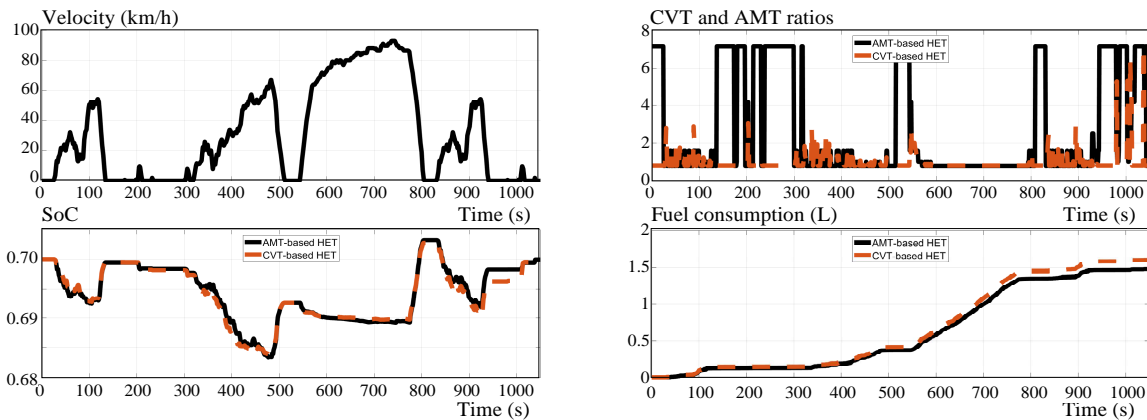 Velocity (km/h)
100
80
60
40
20
0
0 100 200 300 400 500 600 700 800 900 1000
Time (s)
CVT and AMT ratios
8
6
4
2
0
AMT-based HET
CVT-based HET
0 100 200 300 400 500 600 700 800 900 1000
Time (s)
SoC
0.70
0.69
0.68
AMT-based HET
CVT-based HET
0 100 200 300 400 500 600 700 800 900 1000
Time (s)
Fuel consumption (L)
2
1.5
1
0.5
0
AMT-based HET
CVT-based HET
0 100 200 300 400 500 600 700 800 900 1000
Time (s)